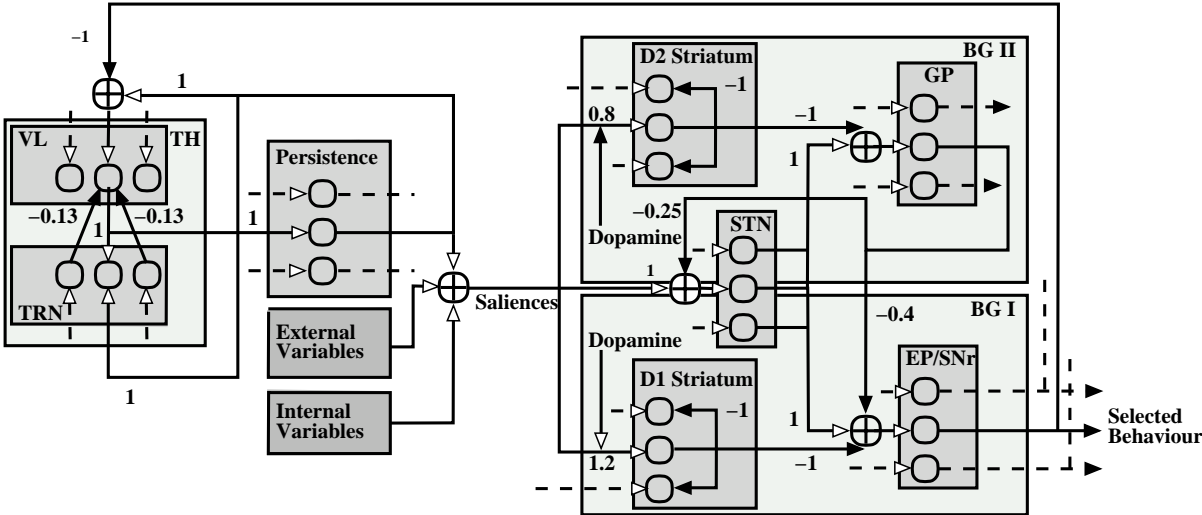 −1
1
VL
TH
−0.13
−0.13
1
TRN
1
Persistence
1
External
Variables
Internal
Variables
Saliences
BG II
D2 Striatum
−1
0.8
Dopamine
−1
1
GP
−0.25
STN
1
−0.4
BG I
Dopamine
D1 Striatum
−1
1.2
−1
1
EP/SNr
Selected
Behaviour